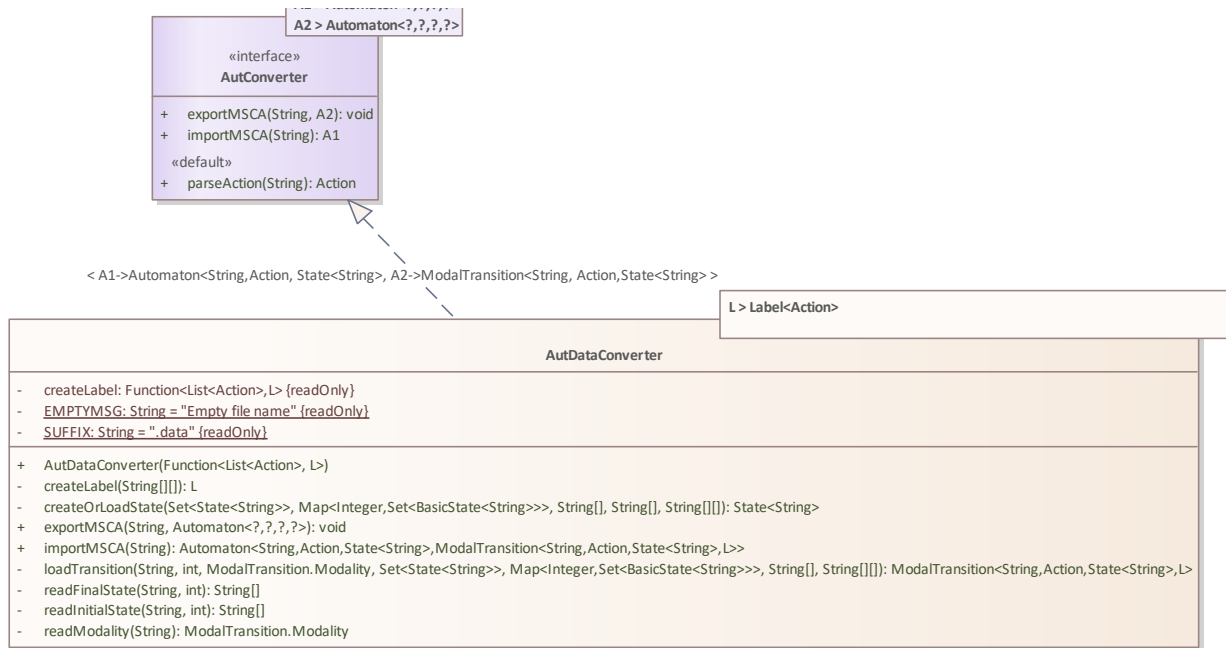 A2 > Automaton<?,?,?,?>
«interface»
AutConverter
+ exportMSCA(String, A2): void
+ importMSCA(String): A1
«default»
+ parseAction(String): Action
< A1->Automaton<String,Action, State<String>, A2->ModalTransition<String, Action,State<String> >
L > Label<Action>
AutDataConverter
- createLabel: Function<List<Action>,L> {readOnly}
- EMPTYMSG: String = "Empty file name" {readOnly}
- SUFFIX: String = ".data" {readOnly}
+ AutDataConverter(Function<List<Action>, L>)
- createLabel(String[][]): L
- createOrLoadState(Set<State<String>>, Map<Integer,Set<BasicState<String>>>, String[], String[], String[][]): State<String>
+ exportMSCA(String, Automaton<?,?,?,?>): void
+ importMSCA(String): Automaton<String,Action,State<String>,ModalTransition<String,Action,State<String>,L>>
- loadTransition(String, int, ModalTransition.Modality, Set<State<String>>, Map<Integer,Set<BasicState<String>>>, String[], String[][]): ModalTransition<String,Action,State<String>,L>
- readFinalState(String, int): String[]
- readInitialState(String, int): String[]
- readModality(String): ModalTransition.Modality